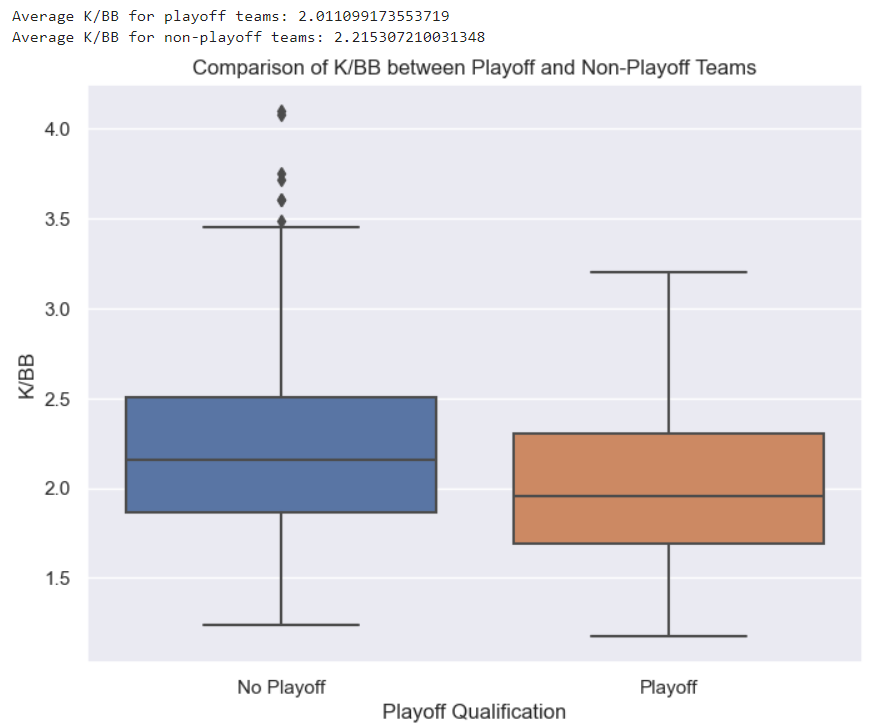 Average K/BB for playoff teams: 2.011099173553719
Average K/BB for non-playoff teams: 2.215307210031348
Comparison of K/BB between Playoff and Non-Playoff Teams
4.0
3.5
3.0
2.5
2.0
1.5
K/BB
No Playoff
Playoff
Playoff Qualification